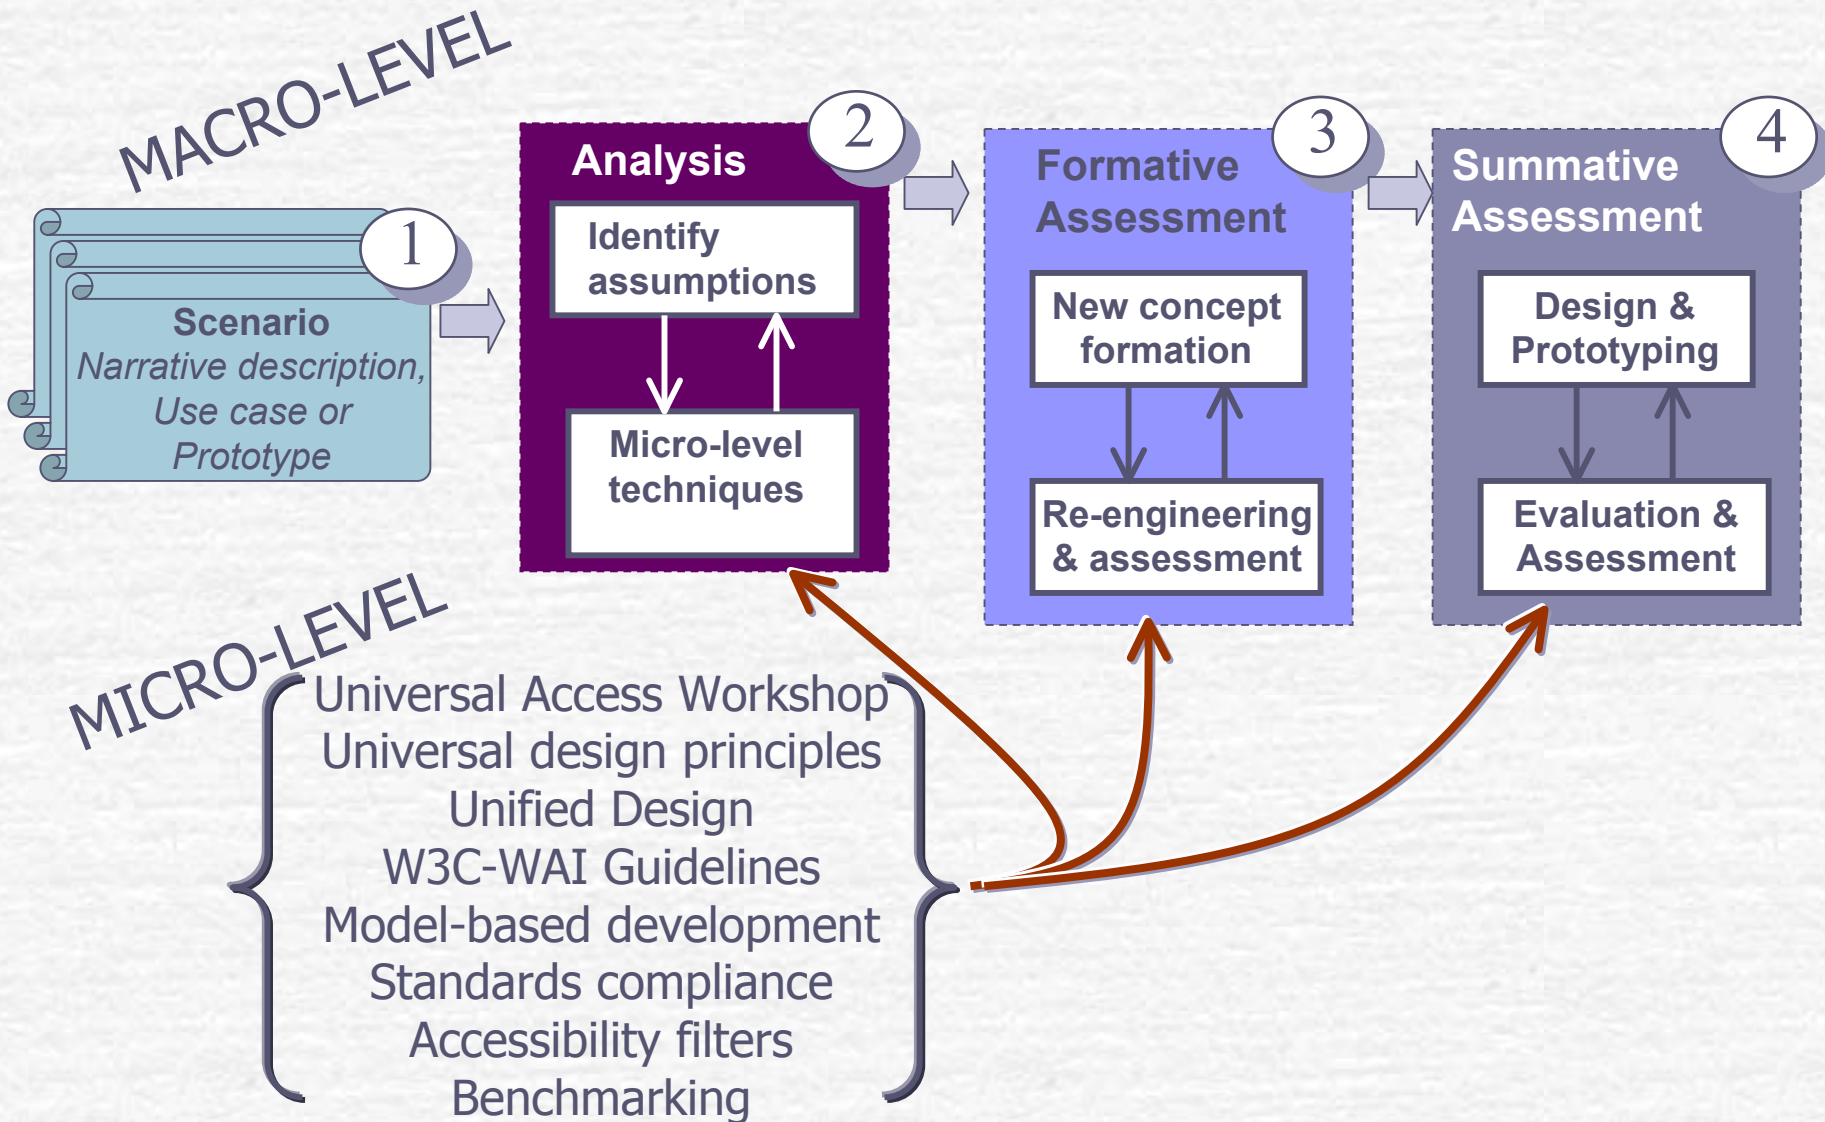 MACRO-LEVEL
1
Scenario
Narrative description,
Use case or
Prototype
2
Analysis
Identify
assumptions
Micro-level
techniques
3
Formative
Assessment
New concept
formation
Re-engineering
& assessment
4
Summative
Assessment
Design &
Prototyping
Evaluation &
Assessment
MICRO-LEVEL
Universal Access Workshop
Universal design principles
Unified Design
W3C-WAI Guidelines
Model-based development
Standards compliance
Accessibility filters
Benchmarking